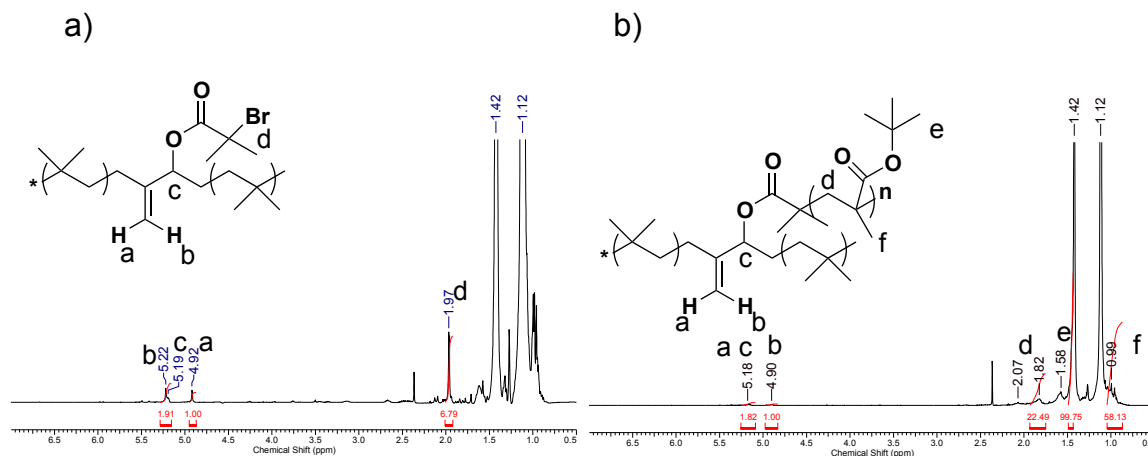 a)
O
Br
O
d
*
c
H H
a b
b c a d
5.22
5.19
4.92
1.97
1.42
1.12
1.91 1.00 6.79
6.5 6.0 5.5 5.0 4.5 4.0 3.5 3.0 2.5 2.0 1.5 1.0 0.5
Chemical Shift (ppm)
b)
e
O
O
O
d
n
O
f
*
c
H H
a b
a c b d e f
5.18
4.90
2.07
1.82
1.58
1.42
1.12
0.99
1.82 1.00 22.49 99.75 58.13
6.5 6.0 5.5 5.0 4.5 4.0 3.5 3.0 2.5 2.0 1.5 1.0
Chemical Shift (ppm)